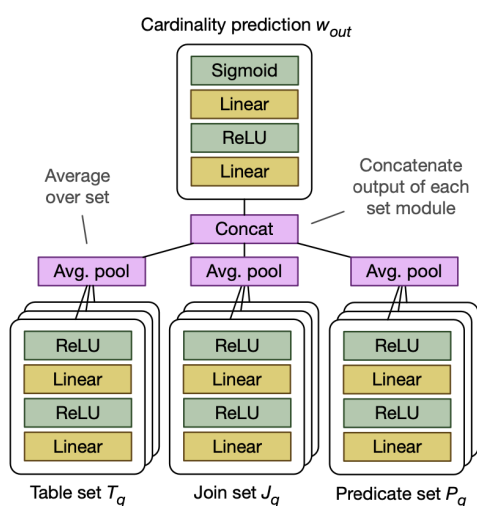 Cardinality prediction w_out
Sigmoid
Linear
ReLU
Linear
Average
over set
Concatenate
output of each
set module
Concat
Avg. pool
Avg. pool
Avg. pool
ReLU
Linear
ReLU
Linear
ReLU
Linear
ReLU
Linear
ReLU
Linear
ReLU
Linear
Table set T_q
Join set J_q
Predicate set P_q